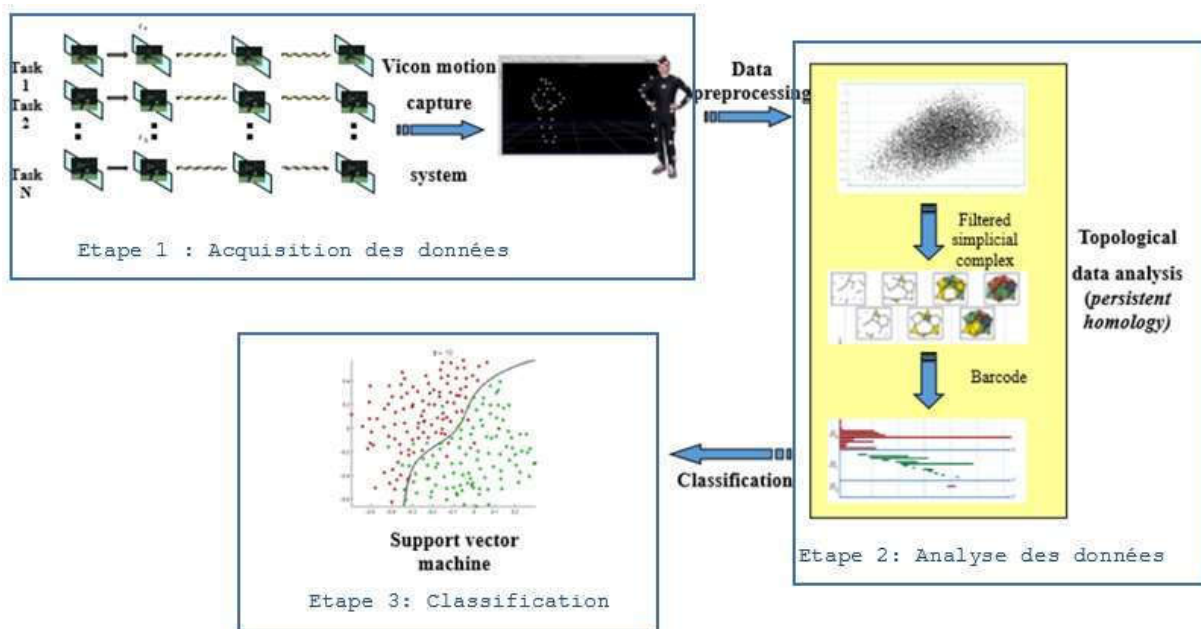 Task
1
Task
2
Task
N
Vicon motion
capture
system
Etape 1 : Acquisition des données
Data
preprocessing
Filtered
simplicial
complex
Barcode
Topological
data analysis
(persistent
homology)
Etape 2: Analyse des données
Classification
Support vector
machine
Etape 3: Classification